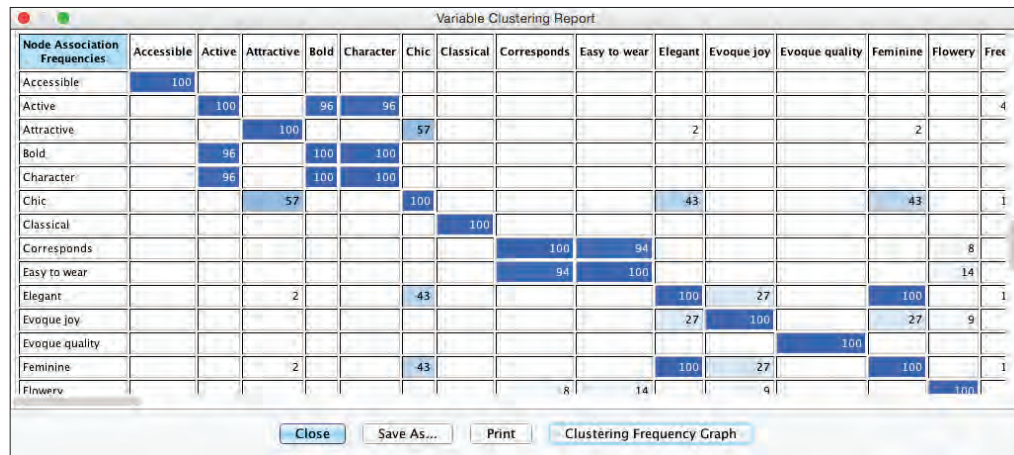 Variable Clustering Report
Node Association Frequencies Accessible Active Attractive Bold Character Chic Classical Corresponds Easy to wear Elegant Evoque joy Evoque quality Feminine Flowery
Accessible 100
Active 100 96 96 4
Attractive 100 57 2 2
Bold 96 100 100
Character 96 100 100
Chic 57 100 43 43 1
Classical 100
Corresponds 100 94 8
Easy to wear 94 100 14
Elegant 2 43 100 27 100 1
Evoque joy 27 100 27 9
Evoque quality 100
Feminine 2 43 100 27 100 1
Flowery 8 14 9 100
Close Save As... Print Clustering Frequency Graph